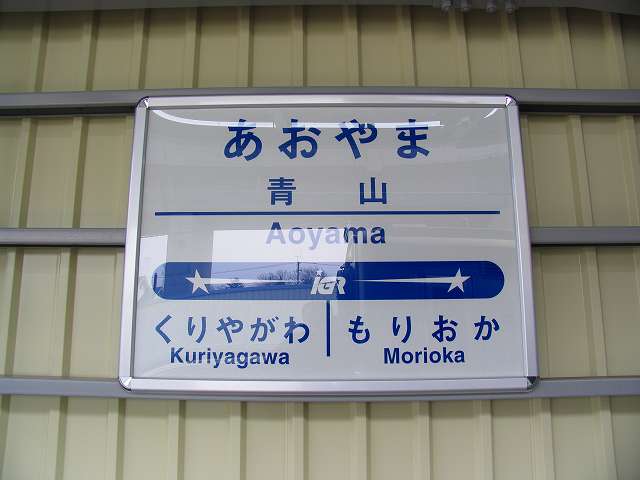 あおやま
青 山
Aoyama
IGR
くりやがわ もりおか
Kuriyagawa Morioka